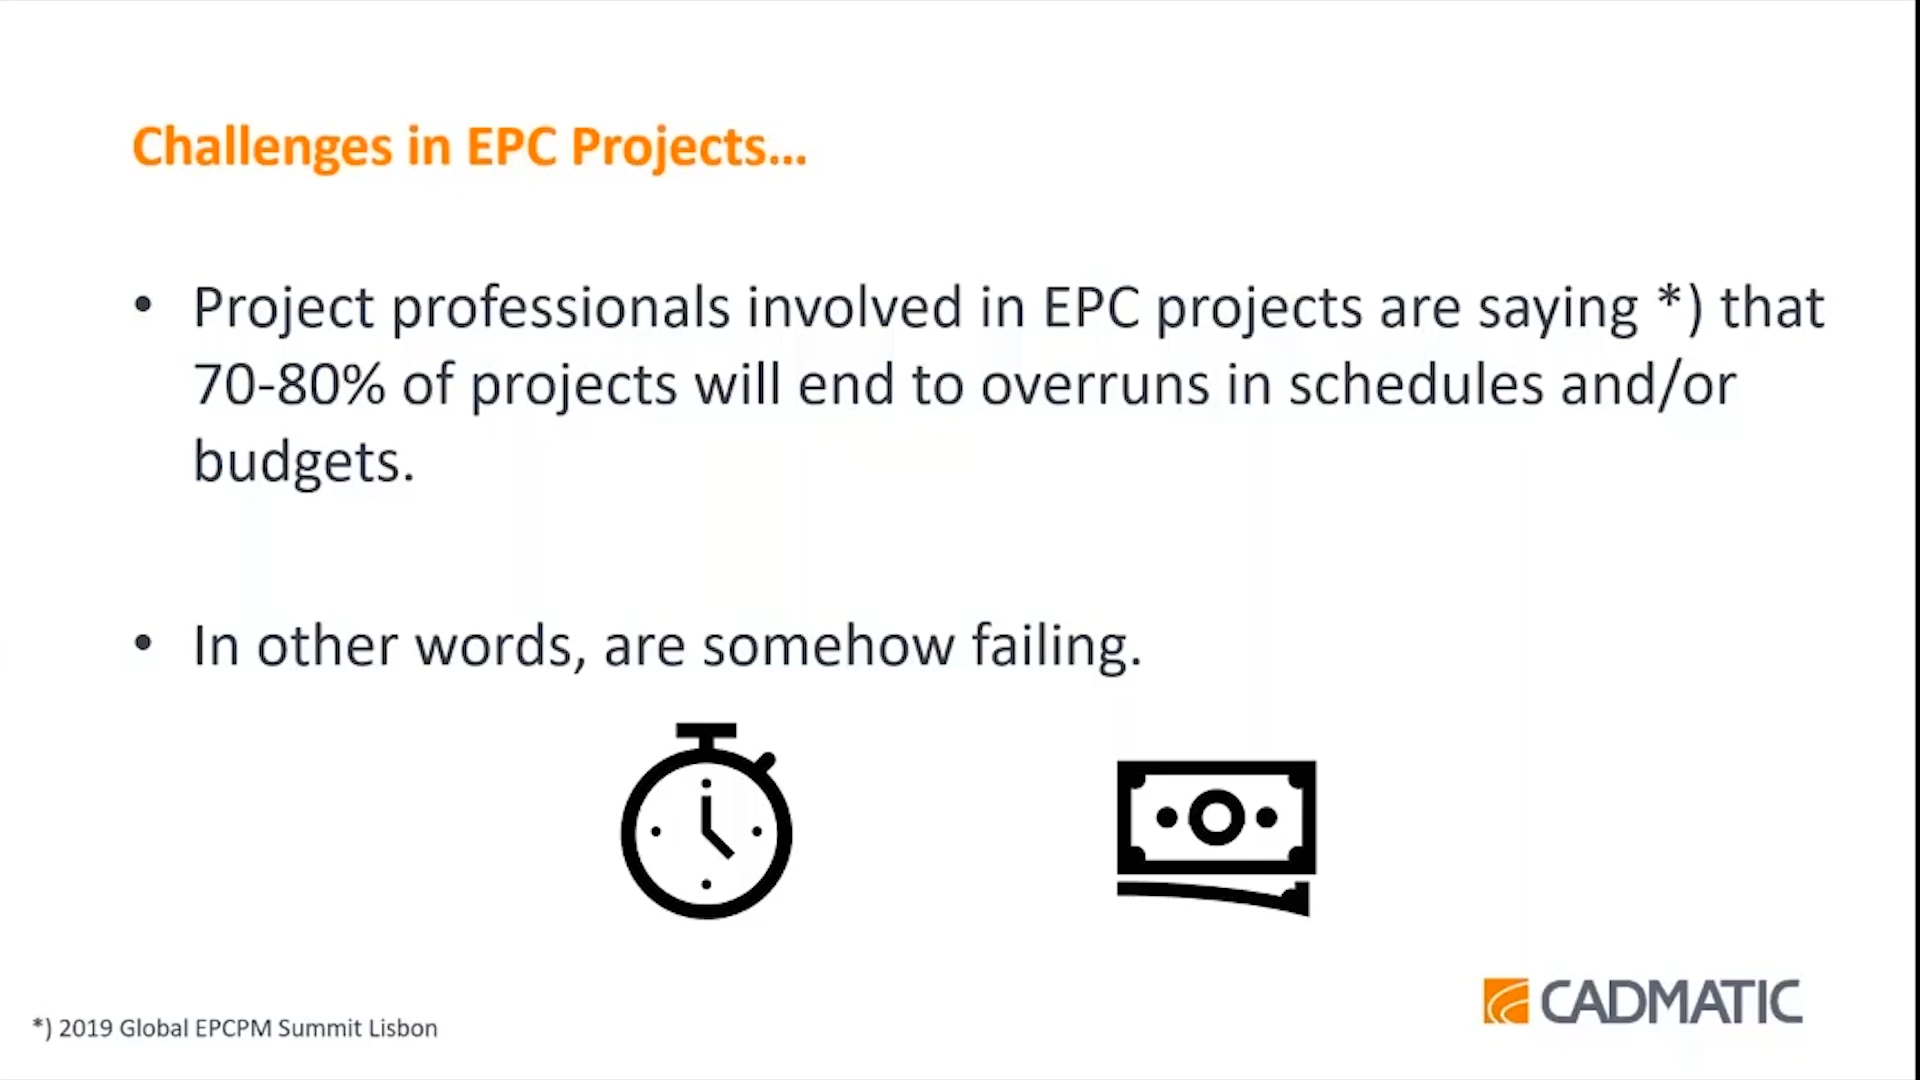 Challenges in EPC Projects...
• Project professionals involved in EPC projects are saying *) that
70-80% of projects will end to overruns in schedules and/or
budgets.
• In other words, are somehow failing.
CADMATIC
*) 2019 Global EPCPM Summit Lisbon